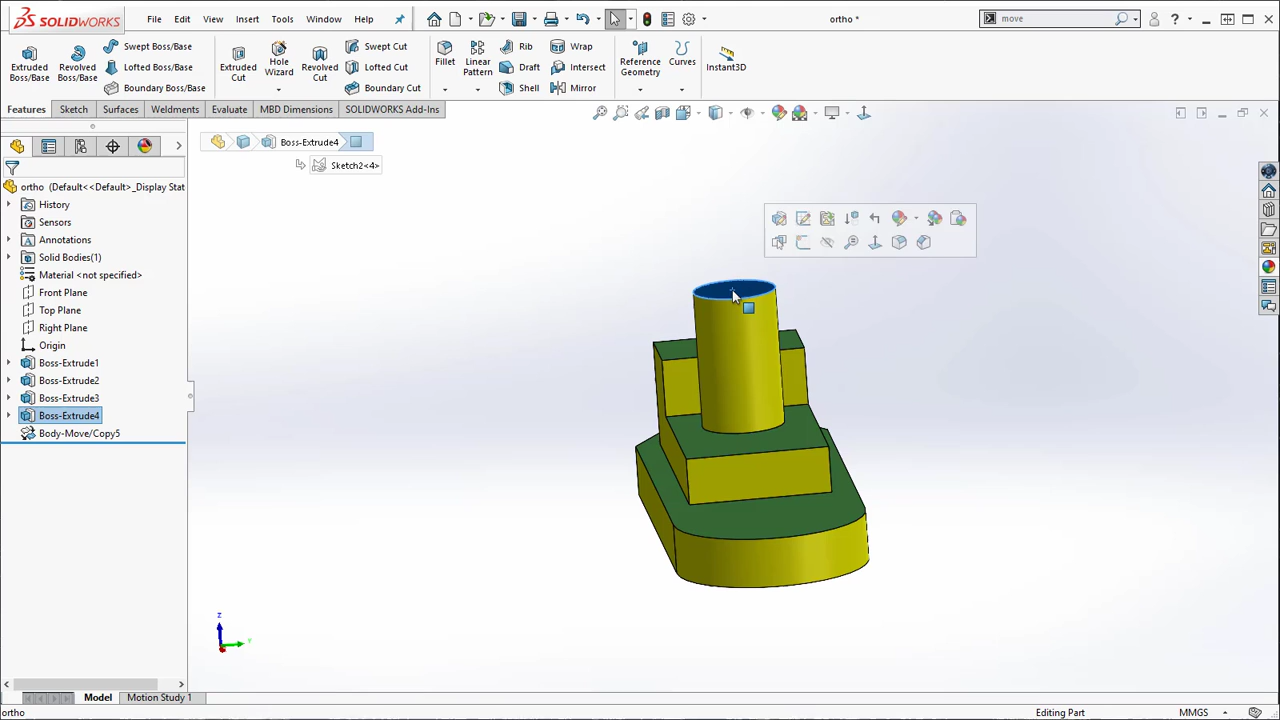 SOLIDWORKS File Edit View Insert Tools Window Help ortho * move
Extruded Boss/Base
Revolved Boss/Base
Swept Boss/Base
Lofted Boss/Base
Boundary Boss/Base
Extruded Cut
Hole Wizard
Revolved Cut
Swept Cut
Lofted Cut
Boundary Cut
Fillet
Linear Pattern
Rib
Draft
Shell
Wrap
Intersect
Mirror
Reference Geometry
Curves
Instant3D
Features Sketch Surfaces Weldments Evaluate MBD Dimensions SOLIDWORKS Add-Ins
Boss-Extrude4
Sketch2<4>
ortho (Default<<Default>_Display Stat
History
Sensors
Annotations
Solid Bodies(1)
Material <not specified>
Front Plane
Top Plane
Right Plane
Origin
Boss-Extrude1
Boss-Extrude2
Boss-Extrude3
Boss-Extrude4
Body-Move/Copy5
z
Y
Model Motion Study 1
ortho Editing Part MMGS